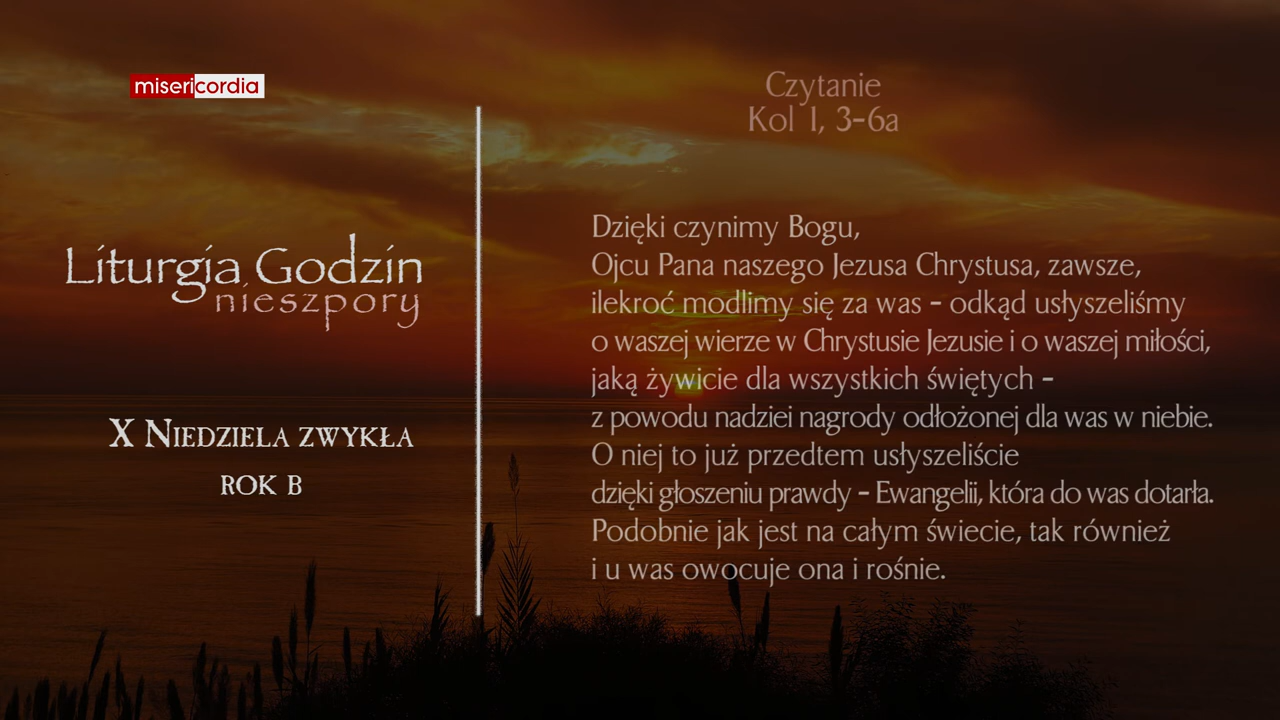 misericordia
Liturgia Godzin
nieszpory
X Niedziela zwykła
rok B
Czytanie
Kol 1, 3-6a
Dzięki czynimy Bogu,
Ojcu Pana naszego Jezusa Chrystusa, zawsze,
ilekroć modlimy się za was - odkąd usłyszeliśmy
o waszej wierze w Chrystusie Jezusie i o waszej miłości,
jaką żywicie dla wszystkich świętych -
z powodu nadziei nagrody odłożonej dla was w niebie.
O niej to już przedtem usłyszeliście
dzięki głoszeniu prawdy - Ewangelii, która do was dotarła.
Podobnie jak jest na całym świecie, tak również
i u was owocuje ona i rośnie.